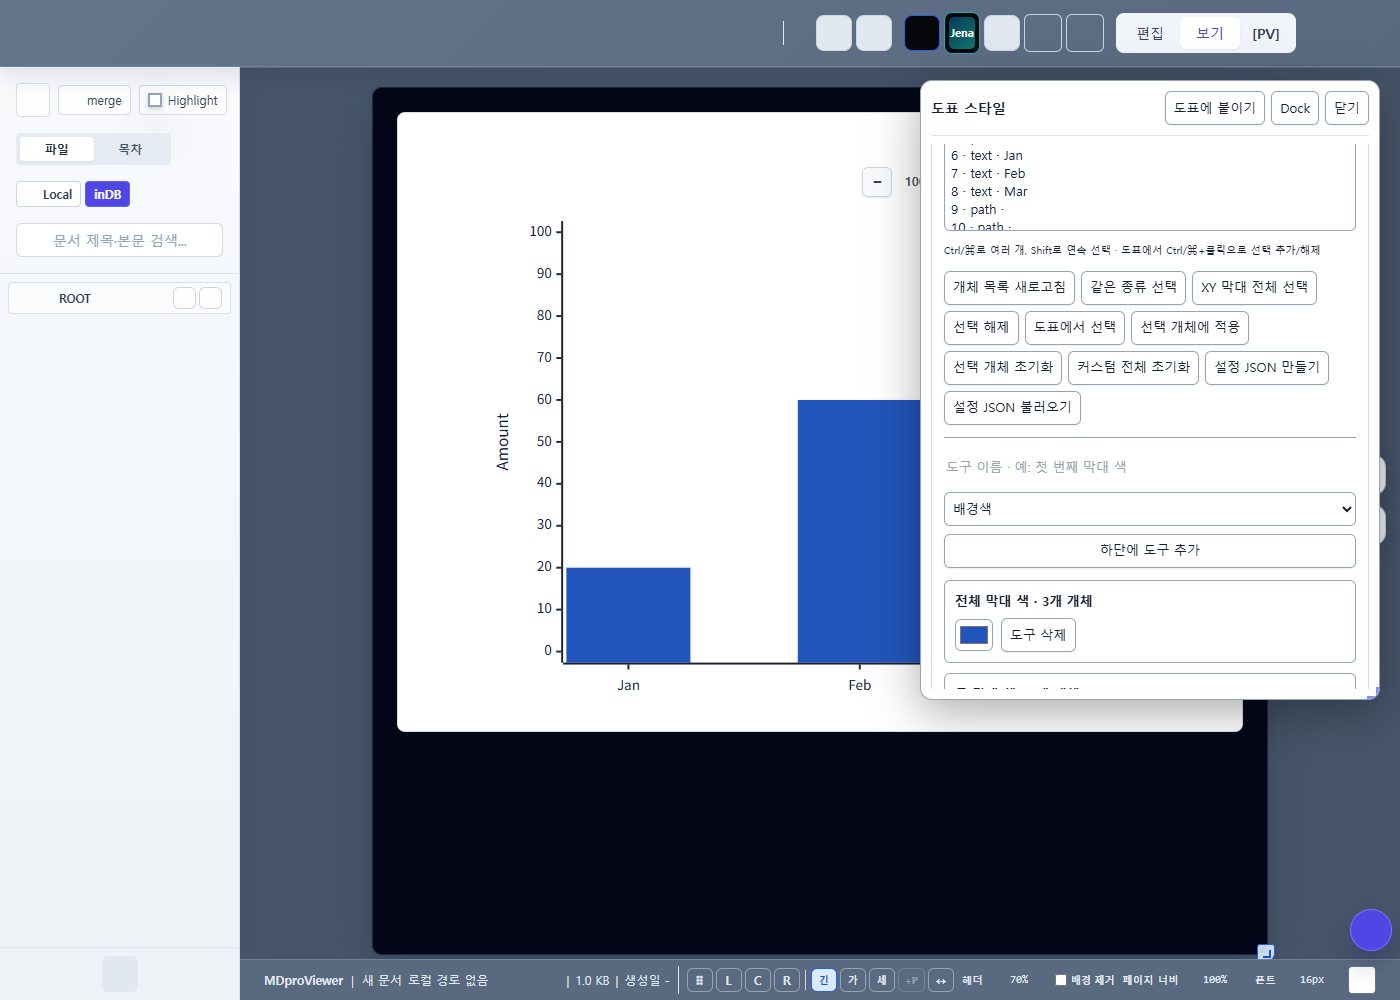 Jena
편집 보기 [PV]
merge
Highlight
파일 목차
Local inDB
문서 제목·본문 검색...
ROOT
−
100
90
80
70
60
50
40
30
20
10
0
Amount
Jan
Feb
도표 스타일
도표에 붙이기 Dock 닫기
6 · text · Jan
7 · text · Feb
8 · text · Mar
9 · path ·
10 · path ·
Ctrl/⌘로 여러 개, Shift로 연속 선택 · 도표에서 Ctrl/⌘+클릭으로 선택 추가/해제
개체 목록 새로고침 같은 종류 선택 XY 막대 전체 선택
선택 해제 도표에서 선택 선택 개체에 적용
선택 개체 초기화 커스텀 전체 초기화 설정 JSON 만들기
설정 JSON 불러오기
도구 이름 · 예: 첫 번째 막대 색
배경색
하단에 도구 추가
전체 막대 색 · 3개 개체
도구 삭제
MDproViewer | 새 문서 로컬 경로 없음 | 1.0 KB | 생성일 - ⠿ L C R 긴 가 세 +P ↔ 헤더 70% 배경 제거 페이지 너비 100% 폰트 16px